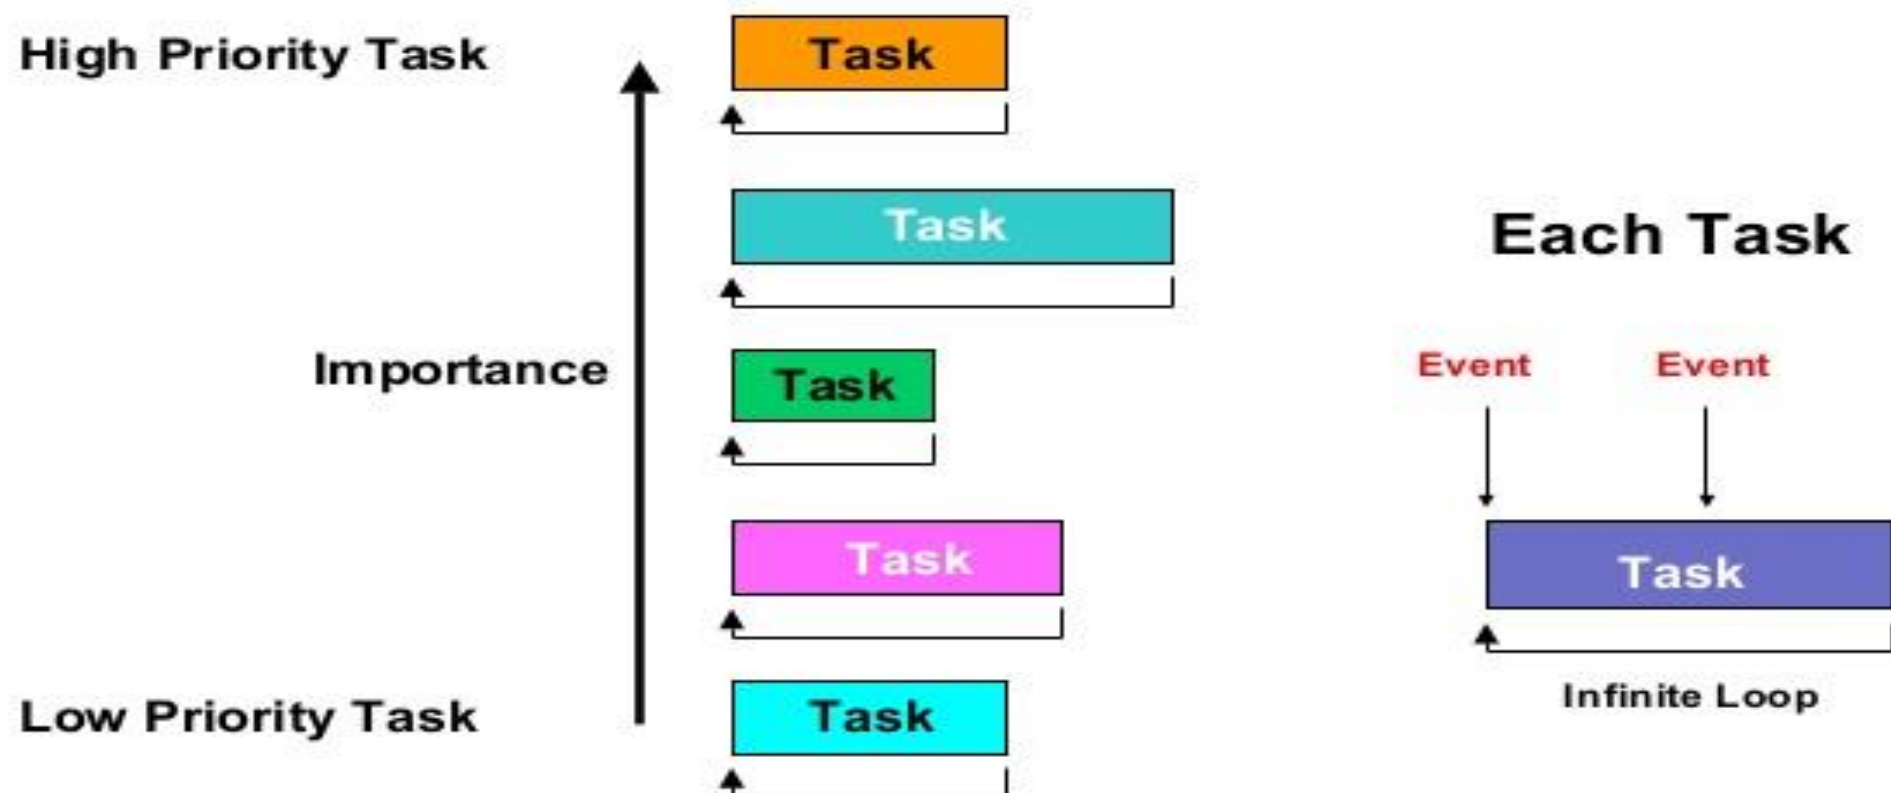 High Priority Task
Task
Task
Each Task
Importance
Task
Event Event
Task
Task
Infinite Loop
Low Priority Task
Task